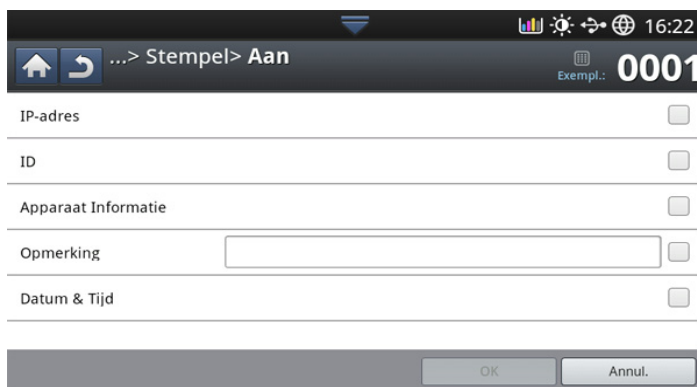 16:22
...> Stempel> Aan
Exempl.: 0001
IP-adres
ID
Apparaat Informatie
Opmerking
Datum & Tijd
OK Annul.